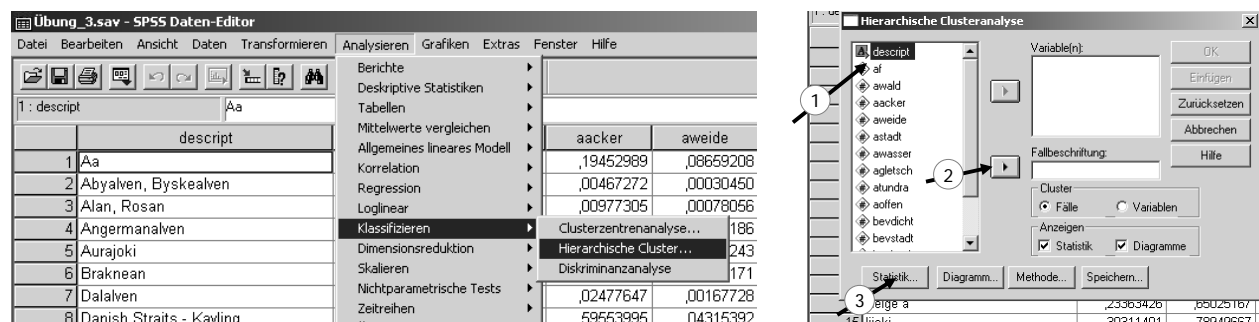 Übung_3.sav - SPSS Daten-Editor
Datei Bearbeiten Ansicht Daten Transformieren Analysieren Grafiken Extras Fenster Hilfe
1 : descript Aa
descript aacker aweide
1 Aa ,19452989 ,08659208
2 Abyalven, Byskealven ,00467272 ,00030450
3 Alan, Rosan ,00977305 ,00078056
4 Angermanalven 186
5 Aurajoki 243
6 Braknean 171
7 Dalalven ,02477647 ,00167728
8 Danish Straits - Kavling ,59553995 ,04315392
Berichte
Deskriptive Statistiken
Tabellen
Mittelwerte vergleichen
Allgemeines lineares Modell
Korrelation
Regression
Loglinear
Klassifizieren
Dimensionsreduktion
Skalieren
Nichtparametrische Tests
Zeitreihen
Clusterzentrenanalyse...
Hierarchische Cluster...
Diskriminanzanalyse
Hierarchische Clusteranalyse
descript
af
awald
aacker
aweide
astadt
awasser
agletsch
atundra
aoffen
bevdicht
bevstadt
1
2
3
Variable(n):
Fallbeschriftung:
Cluster
Fälle Variablen
Anzeigen
Statistik Diagramme
OK
Einfügen
Zurücksetzen
Abbrechen
Hilfe
Statistik... Diagramm... Methode... Speichern...
,23363426 ,65025167